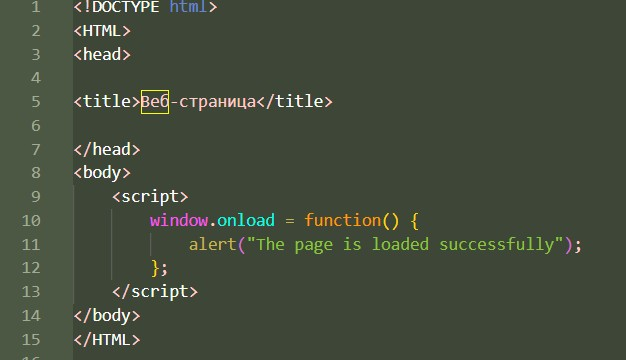 1 <!DOCTYPE html>
2 <HTML>
3 <head>
4
5 <title>Веб-страница</title>
6
7 </head>
8 <body>
9 <script>
10 window.onload = function() {
11 alert("The page is loaded successfully");
12 };
13 </script>
14 </body>
15 </HTML>